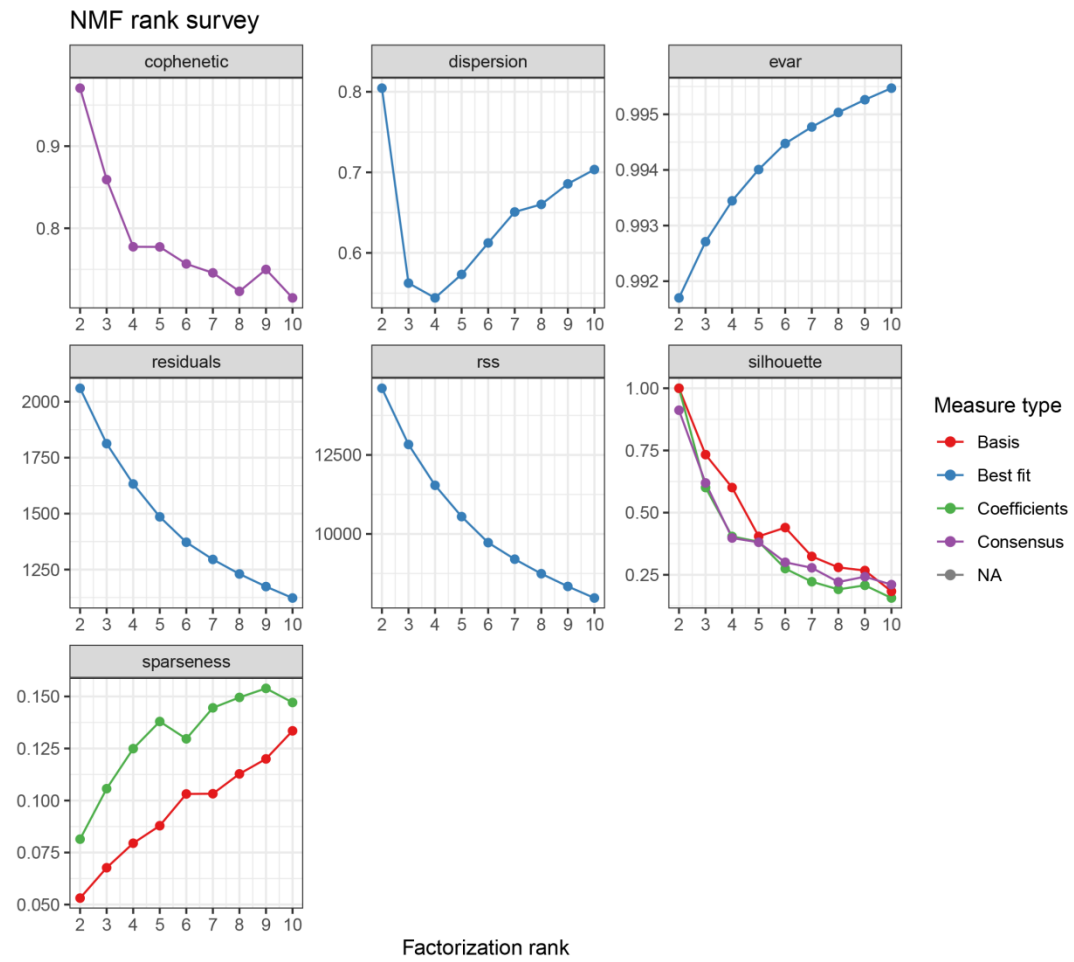 NMF rank survey
cophenetic
dispersion
evar
0.9
0.8
2 3 4 5 6 7 8 9 10
0.8
0.7
0.6
2 3 4 5 6 7 8 9 10
0.995
0.994
0.993
0.992
2 3 4 5 6 7 8 9 10
residuals
rss
silhouette
2000
1750
1500
1250
2 3 4 5 6 7 8 9 10
12500
10000
2 3 4 5 6 7 8 9 10
1.00
0.75
0.50
0.25
2 3 4 5 6 7 8 9 10
Measure type
Basis
Best fit
Coefficients
Consensus
NA
sparseness
0.150
0.125
0.100
0.075
0.050
2 3 4 5 6 7 8 9 10
Factorization rank